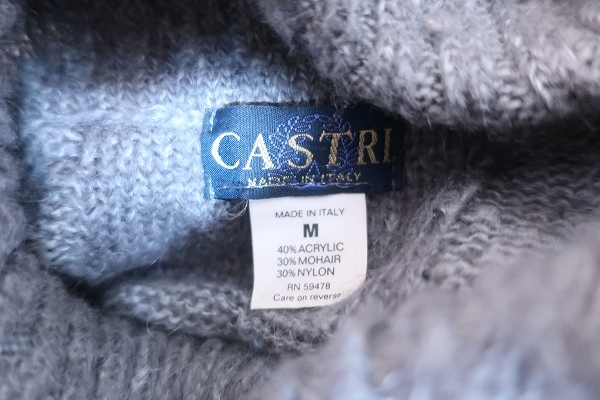 CASTRI
MADE IN ITALY
MADE IN ITALY
M
40% ACRYLIC
30% MOHAIR
30% NYLON
RN 59478
Care on reverse